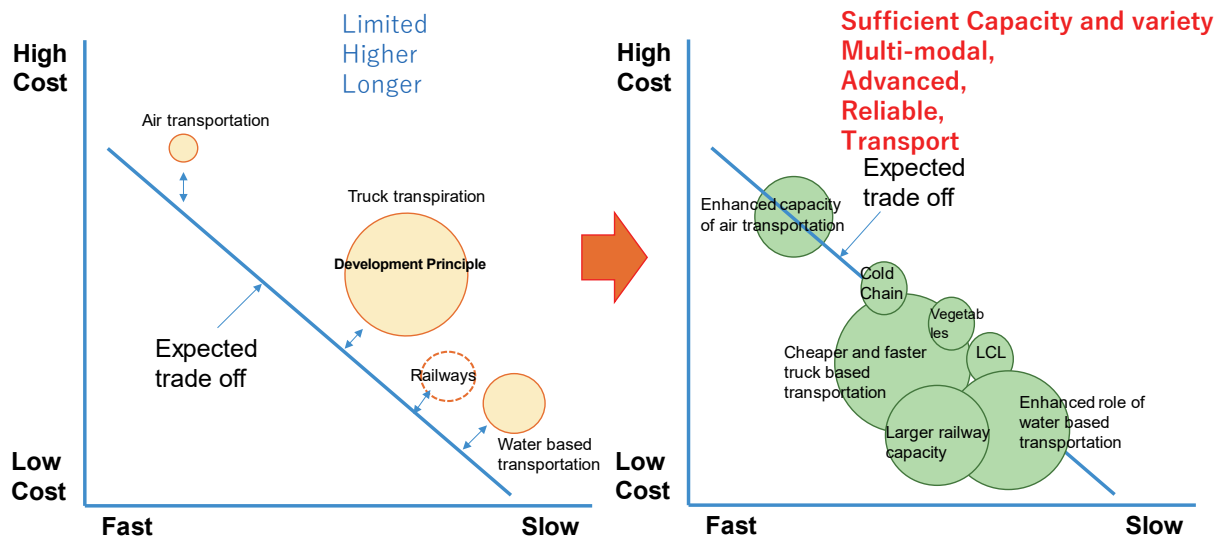 Limited
Higher
Longer
High
Cost
Air transportation
Truck transpiration
Development Principle
Expected
trade off
Railways
Water based
transportation
Low
Cost
Fast
Slow
Sufficient Capacity and variety
Multi-modal,
Advanced,
Reliable,
Transport
High
Cost
Expected
trade off
Enhanced capacity
of air transportation
Cold
Chain
Vegetab
les
LCL
Cheaper and faster
truck based
transportation
Enhanced role of
water based
transportation
Larger railway
capacity
Low
Cost
Fast
Slow